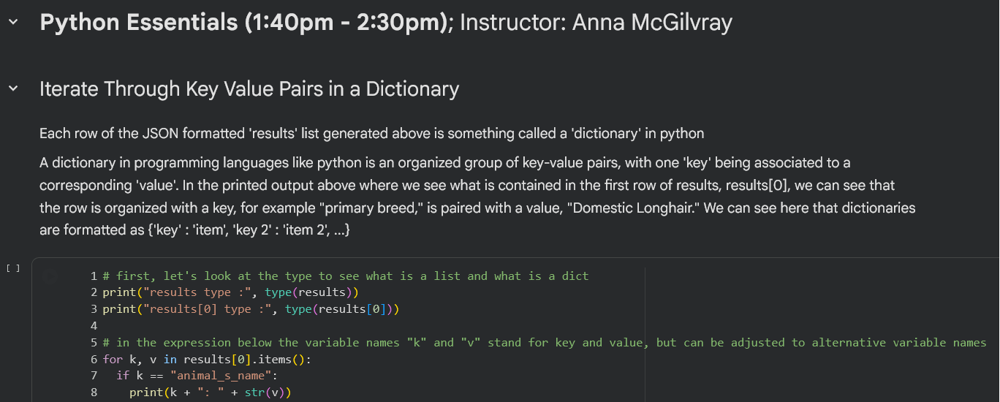 Python Essentials (1:40pm - 2:30pm); Instructor: Anna McGilvray
Iterate Through Key Value Pairs in a Dictionary
Each row of the JSON formatted 'results' list generated above is something called a 'dictionary' in python
A dictionary in programming languages like python is an organized group of key-value pairs, with one 'key' being associated to a
corresponding 'value'. In the printed output above where we see what is contained in the first row of results, results[0], we can see that
the row is organized with a key, for example "primary breed," is paired with a value, "Domestic Longhair." We can see here that dictionaries
are formatted as {'key' : 'item', 'key 2' : 'item 2', ...}
[ ]
1 # first, let's look at the type to see what is a list and what is a dict
2 print("results type :", type(results))
3 print("results[0] type :", type(results[0]))
4
5 # in the expression below the variable names "k" and "v" stand for key and value, but can be adjusted to alternative variable names
6 for k, v in results[0].items():
7   if k == "animal_s_name":
8     print(k + ": " + str(v))